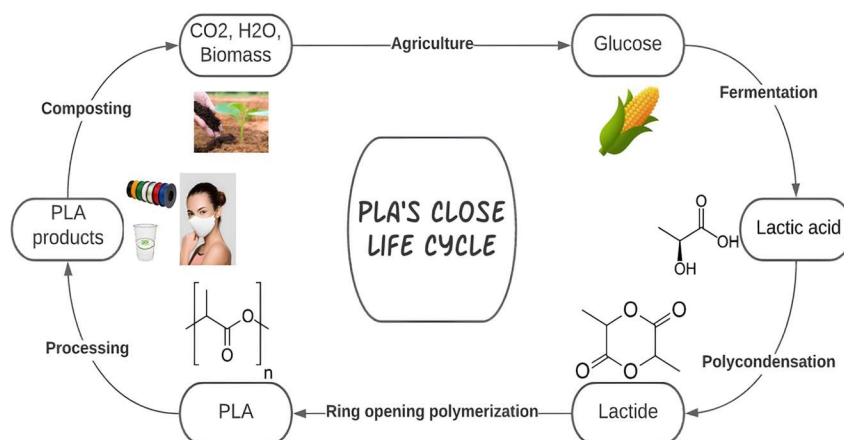 CO2, H2O,
Biomass
Agriculture
Glucose
Fermentation
Composting
PLA'S CLOSE
LIFE CYCLE
PLA
products
Lactic acid
O
OH
OH
O
O
n
O
O
O
O
Processing
Polycondensation
PLA
Ring opening polymerization
Lactide